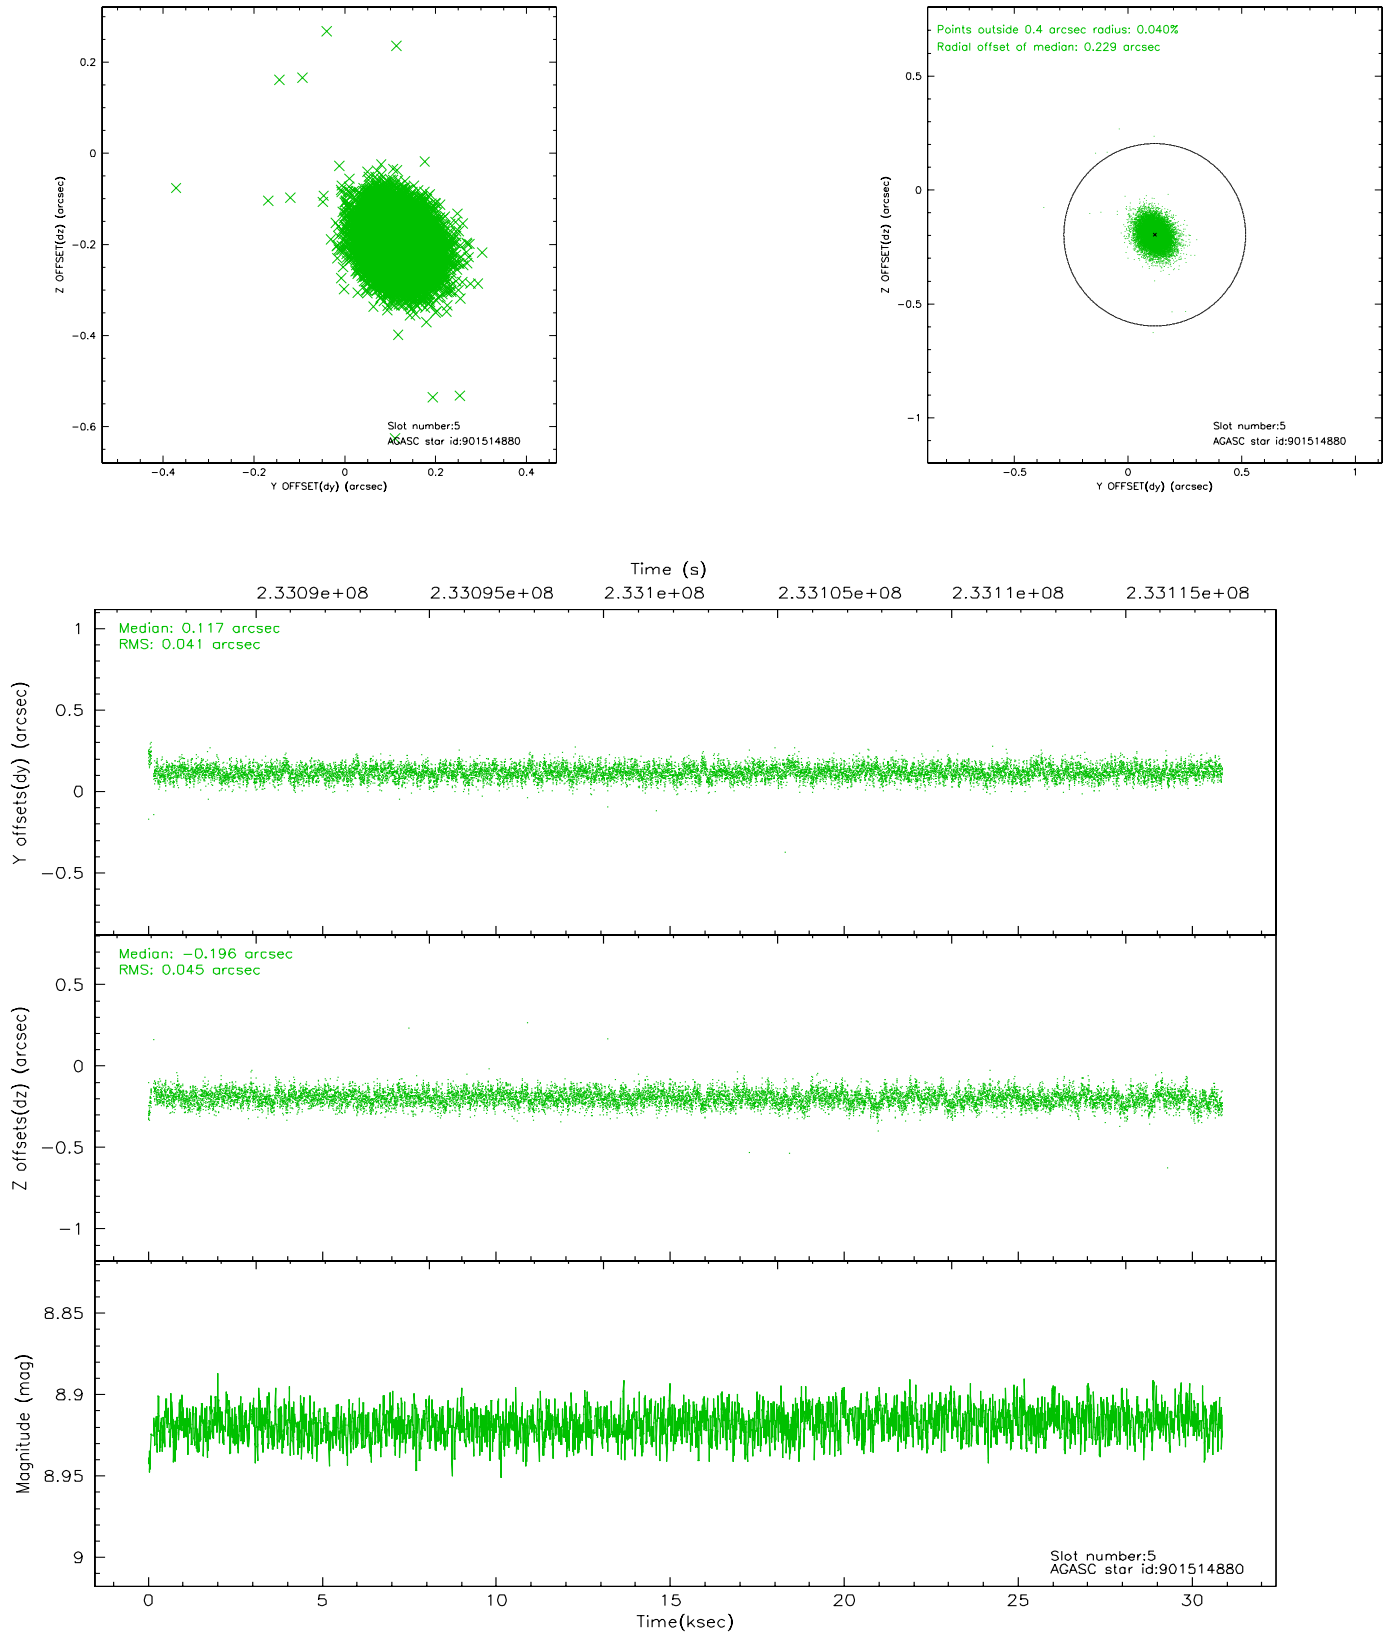 0.2
0
−0.2
−0.4
−0.6
Z OFFSET(dz) (arcsec)
−0.4 −0.2 0 0.2 0.4
Y OFFSET(dy) (arcsec)
Slot number:5
AGASC star id:901514880
Points outside 0.4 arcsec radius: 0.040%
Radial offset of median: 0.229 arcsec
0.5
0
−0.5
−1
Z OFFSET(dz) (arcsec)
−0.5 0 0.5 1
Y OFFSET(dy) (arcsec)
Slot number:5
AGASC star id:901514880
Time (s)
2.3309e+08 2.33095e+08 2.331e+08 2.33105e+08 2.3311e+08 2.33115e+08
Median: 0.117 arcsec
RMS: 0.041 arcsec
1
0.5
0
−0.5
Y offsets(dy) (arcsec)
Median: −0.196 arcsec
RMS: 0.045 arcsec
0.5
0
−0.5
−1
Z offsets(dz) (arcsec)
8.85
8.9
8.95
9
Magnitude (mag)
Slot number:5
AGASC star id:901514880
0 5 10 15 20 25 30
Time(ksec)